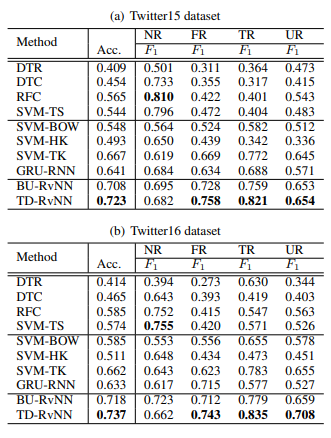 (a) Twitter15 dataset
Method NR FR TR UR
Acc. F1 F1 F1 F1
DTR 0.409 0.501 0.311 0.364 0.473
DTC 0.454 0.733 0.355 0.317 0.415
RFC 0.565 0.810 0.422 0.401 0.543
SVM-TS 0.544 0.796 0.472 0.404 0.483
SVM-BOW 0.548 0.564 0.524 0.582 0.512
SVM-HK 0.493 0.650 0.439 0.342 0.336
SVM-TK 0.667 0.619 0.669 0.772 0.645
GRU-RNN 0.641 0.684 0.634 0.688 0.571
BU-RvNN 0.708 0.695 0.728 0.759 0.653
TD-RvNN 0.723 0.682 0.758 0.821 0.654
(b) Twitter16 dataset
Method NR FR TR UR
Acc. F1 F1 F1 F1
DTR 0.414 0.394 0.273 0.630 0.344
DTC 0.465 0.643 0.393 0.419 0.403
RFC 0.585 0.752 0.415 0.547 0.563
SVM-TS 0.574 0.755 0.420 0.571 0.526
SVM-BOW 0.585 0.553 0.556 0.655 0.578
SVM-HK 0.511 0.648 0.434 0.473 0.451
SVM-TK 0.662 0.643 0.623 0.783 0.655
GRU-RNN 0.633 0.617 0.715 0.577 0.527
BU-RvNN 0.718 0.723 0.712 0.779 0.659
TD-RvNN 0.737 0.662 0.743 0.835 0.708